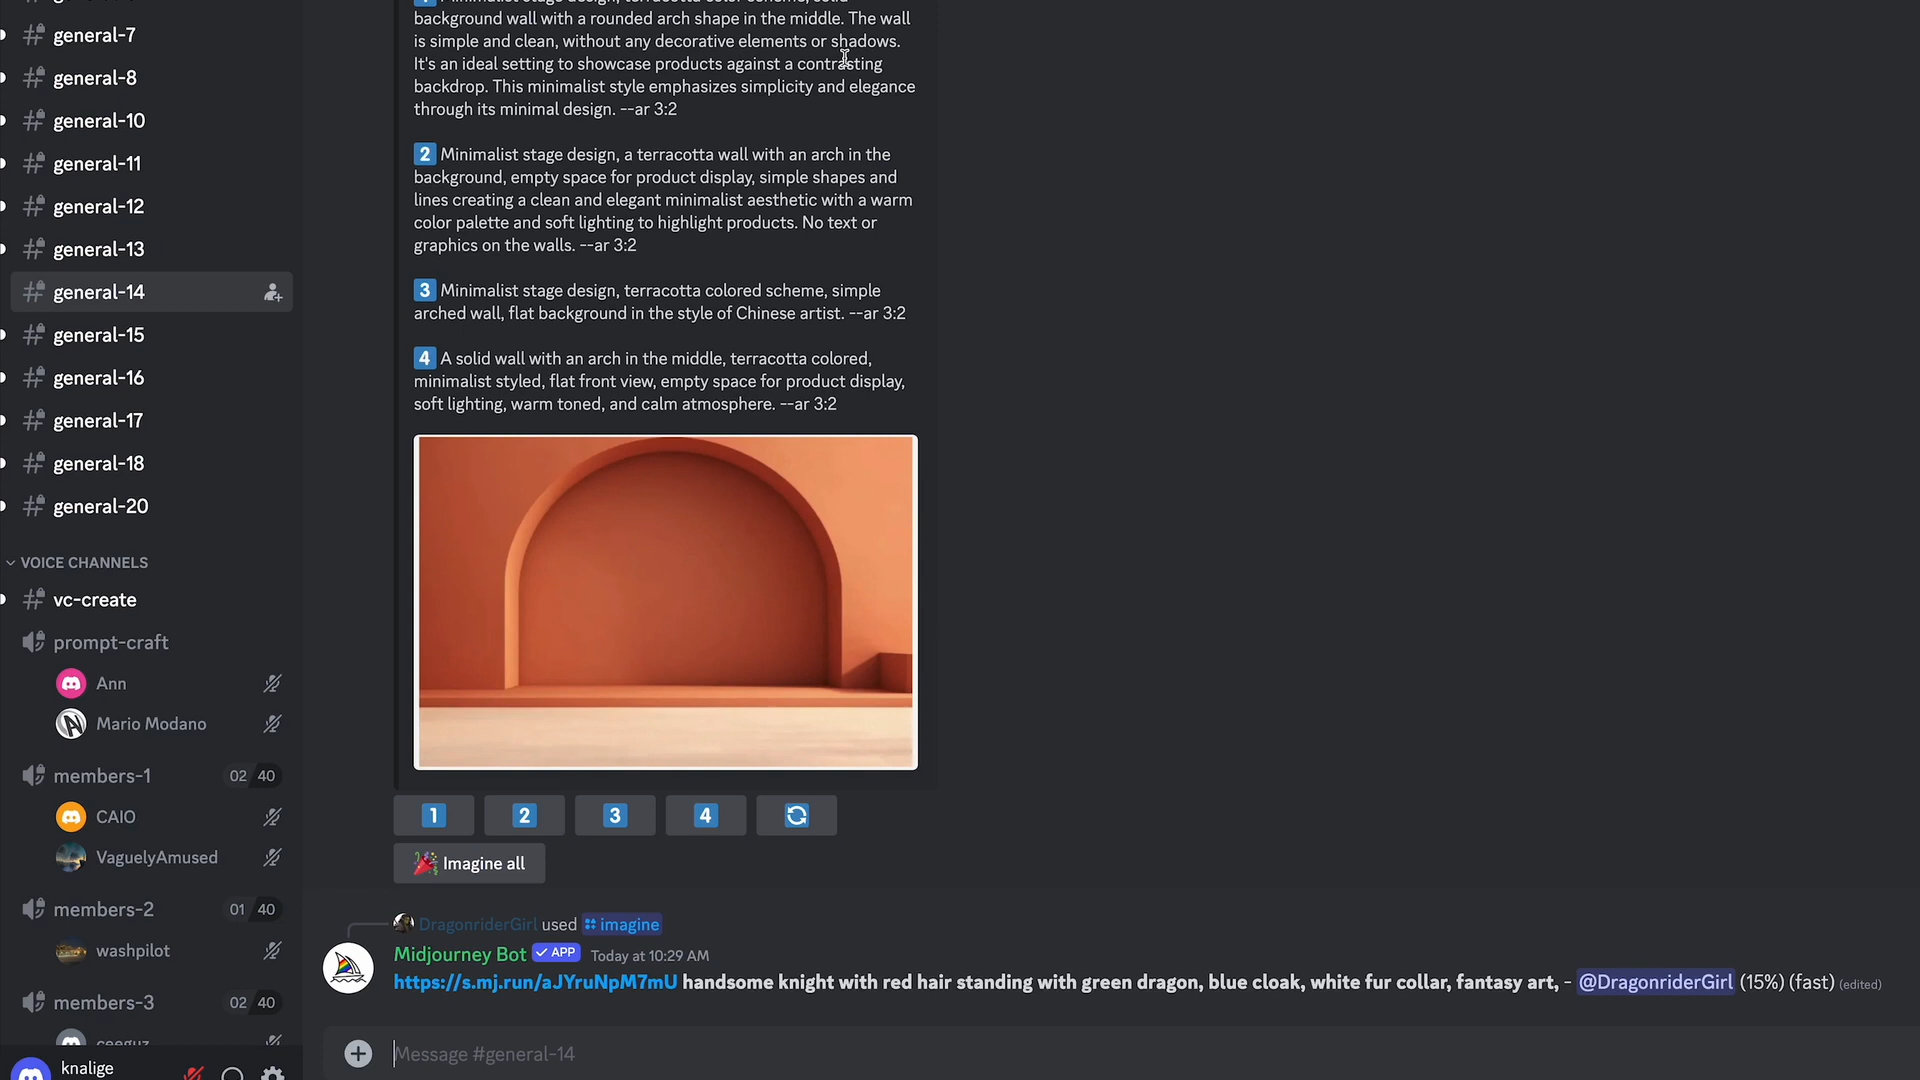 general-7
general-8
general-10
general-11
general-12
general-13
general-14
general-15
general-16
general-17
general-18
general-20
VOICE CHANNELS
vc-create
prompt-craft
Ann
Mario Modano
members-1 02 40
CAIO
VaguelyAmused
members-2 01 40
washpilot
members-3 02 40
knalige
background wall with a rounded arch shape in the middle. The wall
is simple and clean, without any decorative elements or shadows.
It's an ideal setting to showcase products against a contrasting
backdrop. This minimalist style emphasizes simplicity and elegance
through its minimal design. --ar 3:2
2 Minimalist stage design, a terracotta wall with an arch in the
background, empty space for product display, simple shapes and
lines creating a clean and elegant minimalist aesthetic with a warm
color palette and soft lighting to highlight products. No text or
graphics on the walls. --ar 3:2
3 Minimalist stage design, terracotta colored scheme, simple
arched wall, flat background in the style of Chinese artist. --ar 3:2
4 A solid wall with an arch in the middle, terracotta colored,
minimalist styled, flat front view, empty space for product display,
soft lighting, warm toned, and calm atmosphere. --ar 3:2
1 2 3 4
Imagine all
DragonriderGirl used imagine
Midjourney Bot APP Today at 10:29 AM
https://s.mj.run/aJYruNpM7mU handsome knight with red hair standing with green dragon, blue cloak, white fur collar, fantasy art, - @DragonriderGirl (15%) (fast) (edited)
Message #general-14